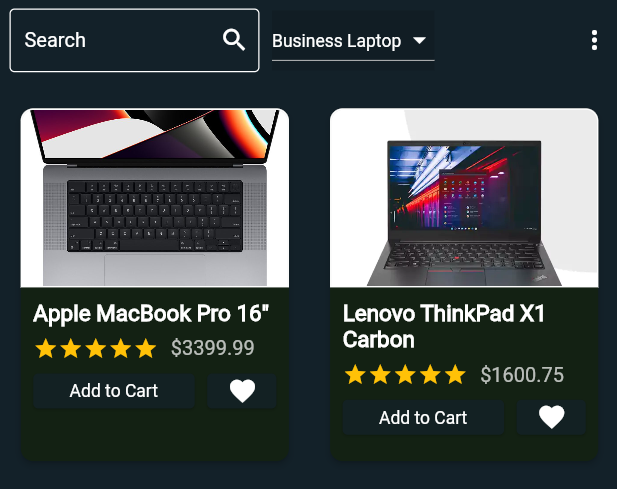 Search
Business Laptop
Apple MacBook Pro 16"
$3399.99
Add to Cart
Lenovo ThinkPad X1
Carbon
$1600.75
Add to Cart